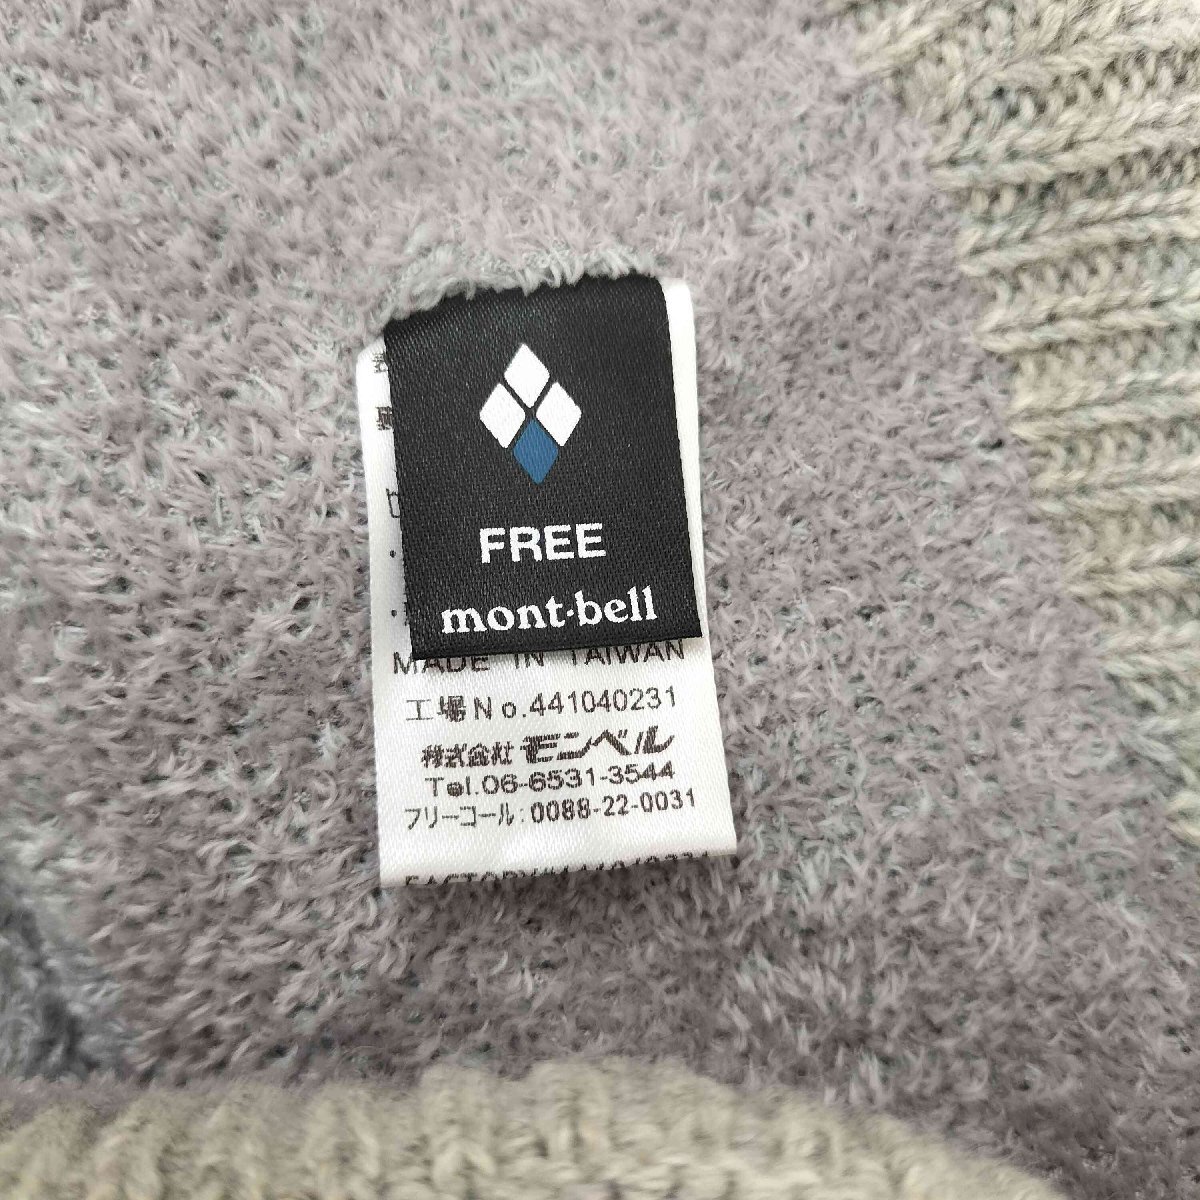 FREE
mont·bell
MADE IN TAIWAN
工場No.441040231
株式会社モンベル
Tel.06-6531-3544
フリーコール:0088-22-0031